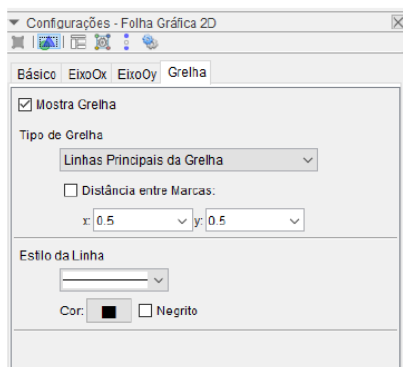 Configurações - Folha Gráfica 2D
Básico EixoOx EixoOy Grelha
Mostra Grelha
Tipo de Grelha
Linhas Principais da Grelha
Distância entre Marcas:
x: 0.5 y: 0.5
Estilo da Linha
Cor: Negrito